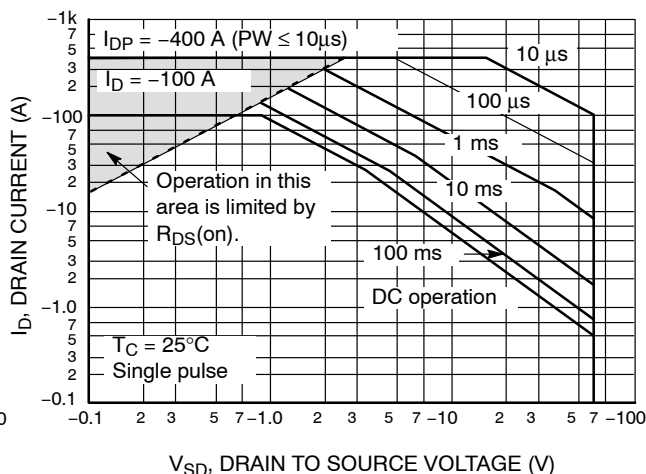 -1k
7
5
3
2
-100
7
5
3
2
-10
7
5
3
2
-1.0
7
5
3
2
-0.1
I_D, DRAIN CURRENT (A)
I_DP = -400 A (PW ≤ 10μs)
I_D = -100 A
10 μs
100 μs
1 ms
10 ms
100 ms
DC operation
Operation in this
area is limited by
R_DS(on).
T_C = 25°C
Single pulse
0
-0.1 2 3 5 7 -1.0 2 3 5 7 -10 2 3 5 7 -100
V_SD, DRAIN TO SOURCE VOLTAGE (V)